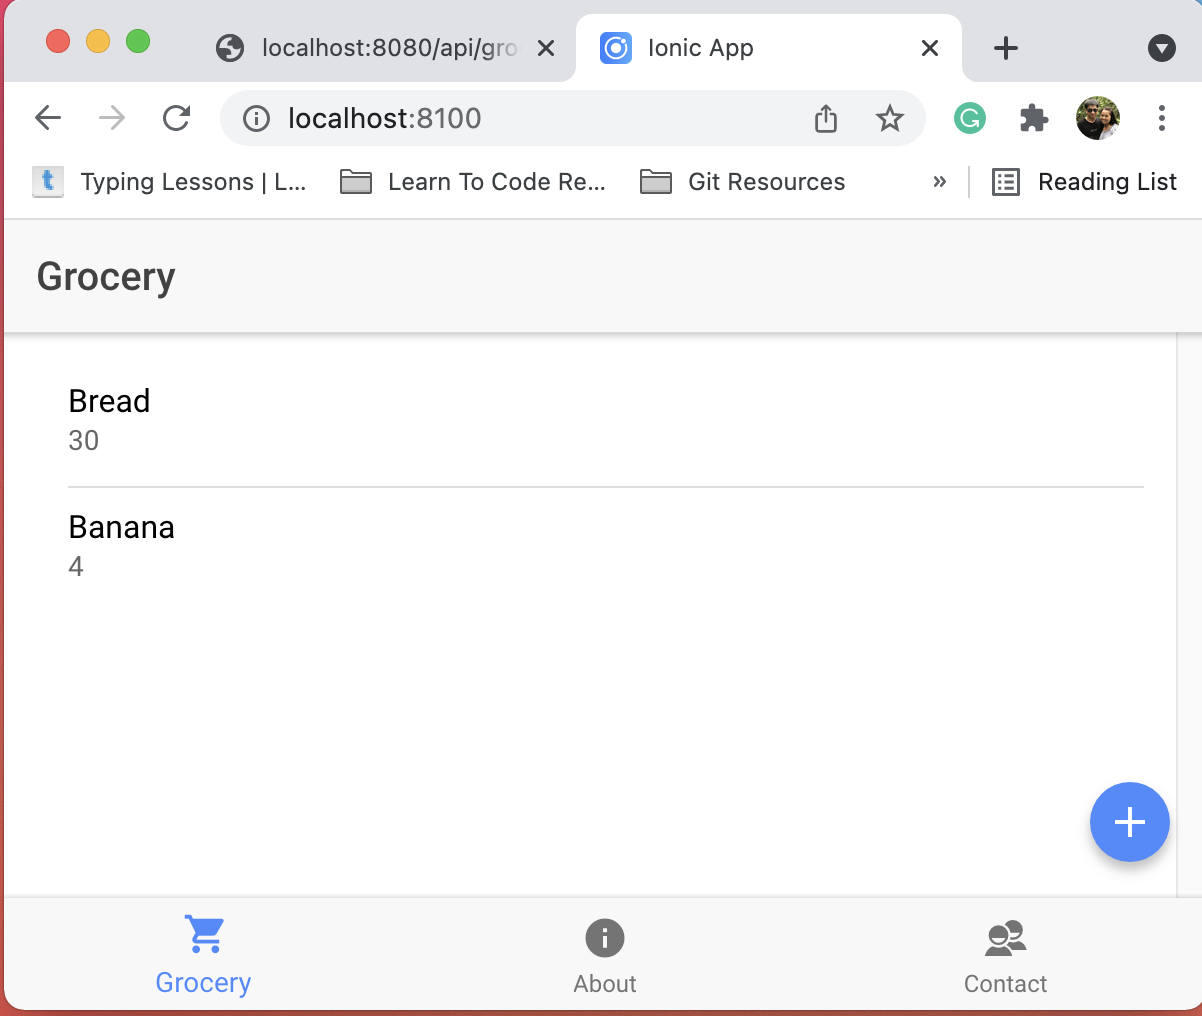 localhost:8080/api/gro
Ionic App
localhost:8100
Typing Lessons | L...
Learn To Code Re...
Git Resources
»
Reading List
Grocery
Bread
30
Banana
4
Grocery
About
Contact